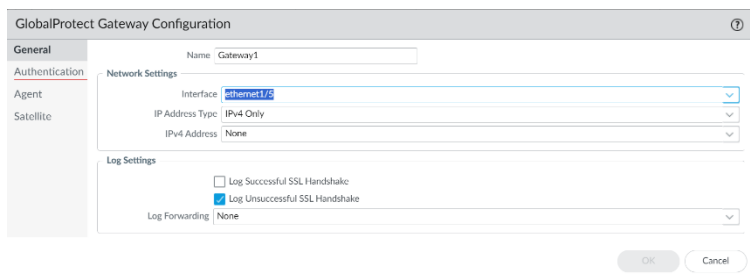 GlobalProtect Gateway Configuration
General
Authentication
Agent
Satellite
Name Gateway1
Network Settings
Interface ethernet1/5
IP Address Type IPv4 Only
IPv4 Address None
Log Settings
Log Successful SSL Handshake
Log Unsuccessful SSL Handshake
Log Forwarding None
OK Cancel